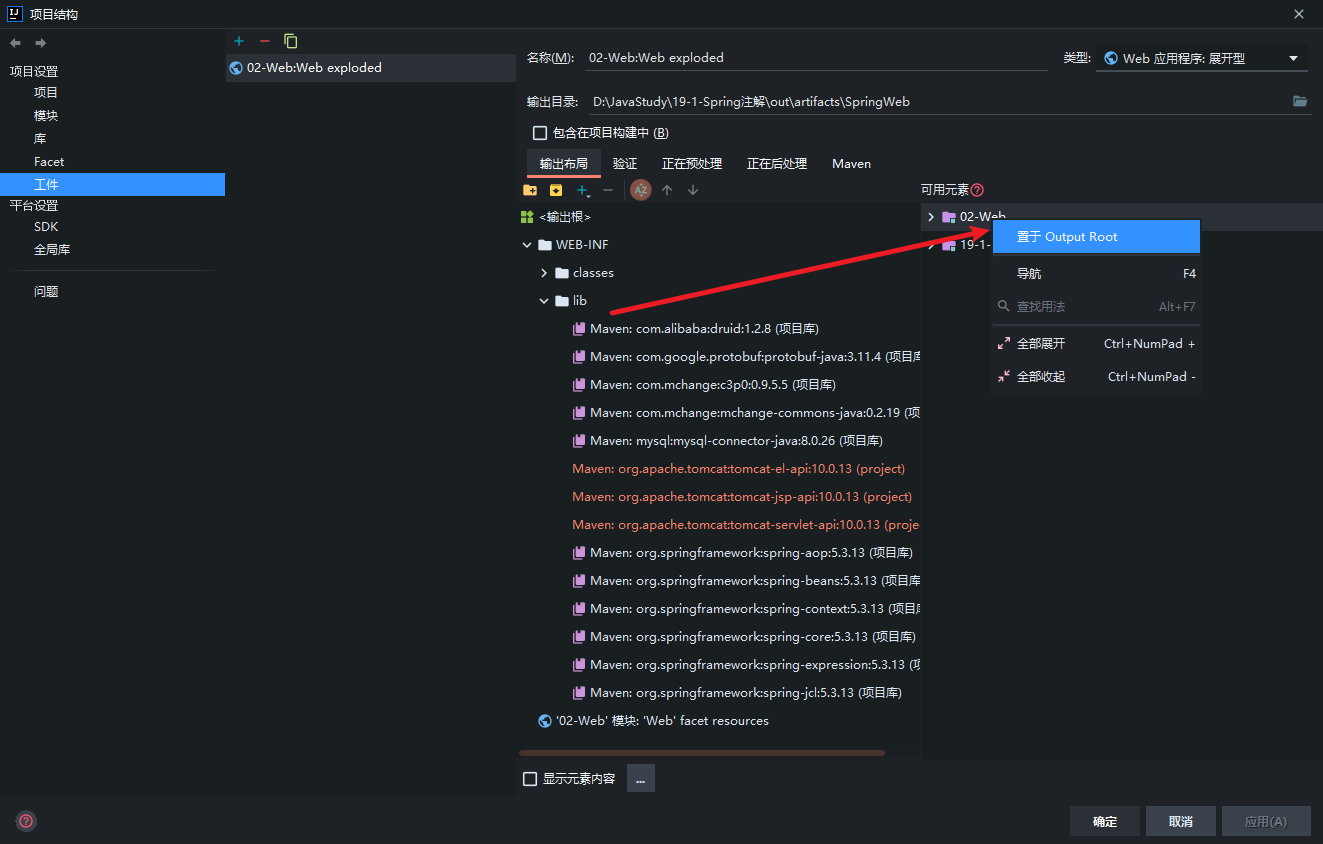 项目结构
项目设置
项目
模块
库
Facet
工件
平台设置
SDK
全局库
问题
02-Web:Web exploded
名称(M): 02-Web:Web exploded 类型: Web 应用程序: 展开型
输出目录: D:\JavaStudy\19-1-Spring注解\out\artifacts\SpringWeb
包含在项目构建中 (B)
输出布局 验证 正在预处理 正在后处理 Maven
<输出根>
WEB-INF
classes
lib
Maven: com.alibaba:druid:1.2.8 (项目库)
Maven: com.google.protobuf:protobuf-java:3.11.4 (项目库
Maven: com.mchange:c3p0:0.9.5.5 (项目库)
Maven: com.mchange:mchange-commons-java:0.2.19 (项
Maven: mysql:mysql-connector-java:8.0.26 (项目库)
Maven: org.apache.tomcat:tomcat-el-api:10.0.13 (project)
Maven: org.apache.tomcat:tomcat-jsp-api:10.0.13 (project)
Maven: org.apache.tomcat:tomcat-servlet-api:10.0.13 (proje
Maven: org.springframework:spring-aop:5.3.13 (项目库)
Maven: org.springframework:spring-beans:5.3.13 (项目库
Maven: org.springframework:spring-context:5.3.13 (项目
Maven: org.springframework:spring-core:5.3.13 (项目库)
Maven: org.springframework:spring-expression:5.3.13 (项
Maven: org.springframework:spring-jcl:5.3.13 (项目库)
'02-Web' 模块: 'Web' facet resources
显示元素内容 ...
可用元素
02-Web
19-1-
置于 Output Root
导航 F4
查找用法 Alt+F7
全部展开 Ctrl+NumPad +
全部收起 Ctrl+NumPad -
确定 取消 应用(A)